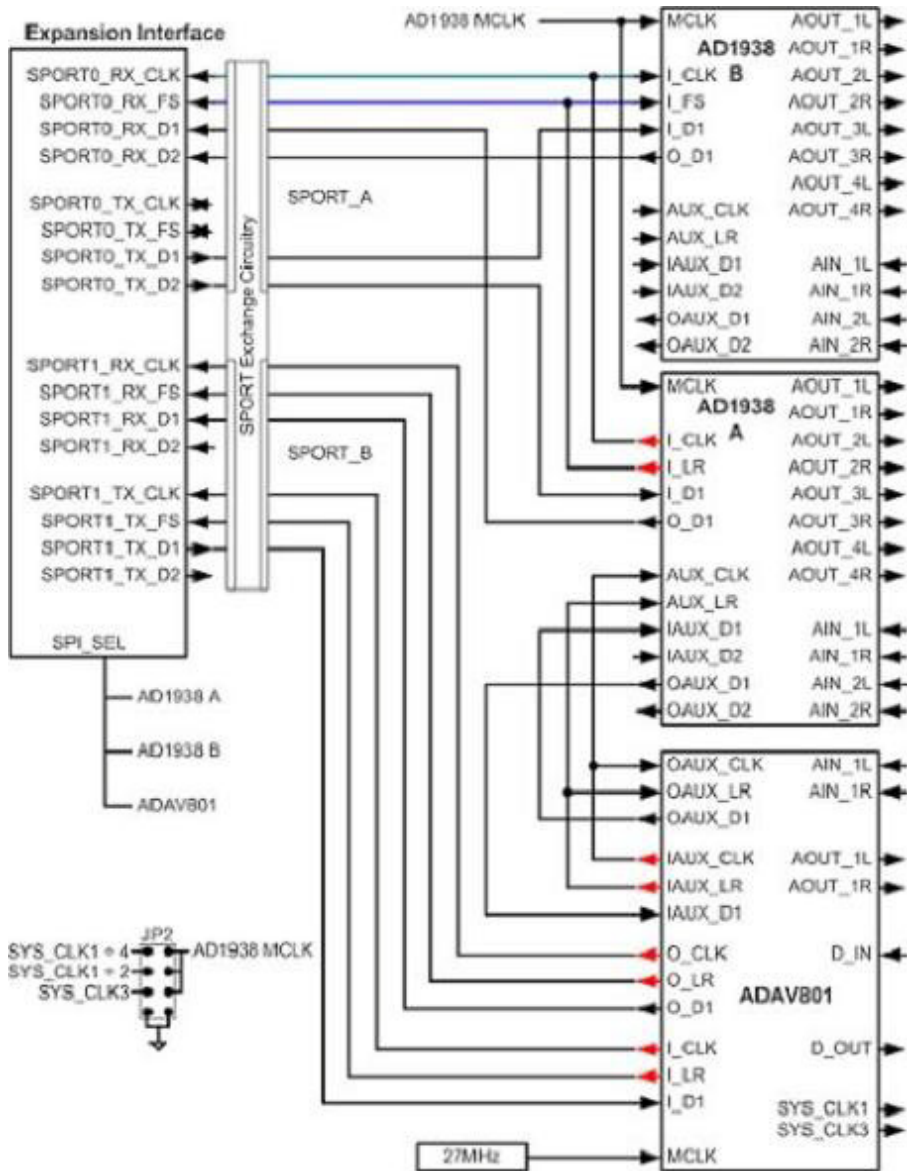 Expansion Interface
SPORT0_RX_CLK
SPORT0_RX_FS
SPORT0_RX_D1
SPORT0_RX_D2
SPORT0_TX_CLK
SPORT0_TX_FS
SPORT0_TX_D1
SPORT0_TX_D2
SPORT1_RX_CLK
SPORT1_RX_FS
SPORT1_RX_D1
SPORT1_RX_D2
SPORT1_TX_CLK
SPORT1_TX_FS
SPORT1_TX_D1
SPORT1_TX_D2
SPI_SEL
AD1938 A
AD1938 B
ADAV801
SPORT Exchange Circuitry
SPORT_A
SPORT_B
JP2
SYS_CLK1 ÷ 4
AD1938 MCLK
SYS_CLK1 ÷ 2
SYS_CLK3
27MHz
AD1938 MCLK
MCLK
AOUT_1L
AD1938
B
AOUT_1R
I_CLK
AOUT_2L
I_FS
AOUT_2R
I_D1
AOUT_3L
O_D1
AOUT_3R
AOUT_4L
AUX_CLK
AOUT_4R
AUX_LR
IAUX_D1
AIN_1L
IAUX_D2
AIN_1R
OAUX_D1
AIN_2L
OAUX_D2
AIN_2R
MCLK
AOUT_1L
AD1938
A
AOUT_1R
I_CLK
AOUT_2L
I_LR
AOUT_2R
I_D1
AOUT_3L
O_D1
AOUT_3R
AOUT_4L
AUX_CLK
AOUT_4R
AUX_LR
IAUX_D1
AIN_1L
IAUX_D2
AIN_1R
OAUX_D1
AIN_2L
OAUX_D2
AIN_2R
OAUX_CLK
AIN_1L
OAUX_LR
AIN_1R
OAUX_D1
IAUX_CLK
AOUT_1L
IAUX_LR
AOUT_1R
IAUX_D1
O_CLK
D_IN
O_LR
ADAV801
O_D1
I_CLK
D_OUT
I_LR
I_D1
SYS_CLK1
SYS_CLK3
MCLK